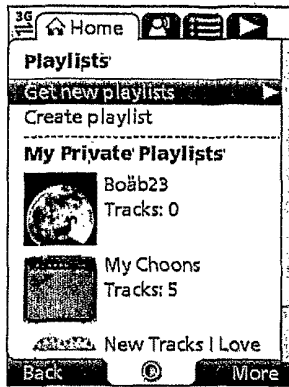 3G
Home
Playlists
Get new playlists
Create playlist
My Private Playlists
Boäb23
Tracks: 0
My Choons
Tracks: 5
New Tracks I Love
Back
More